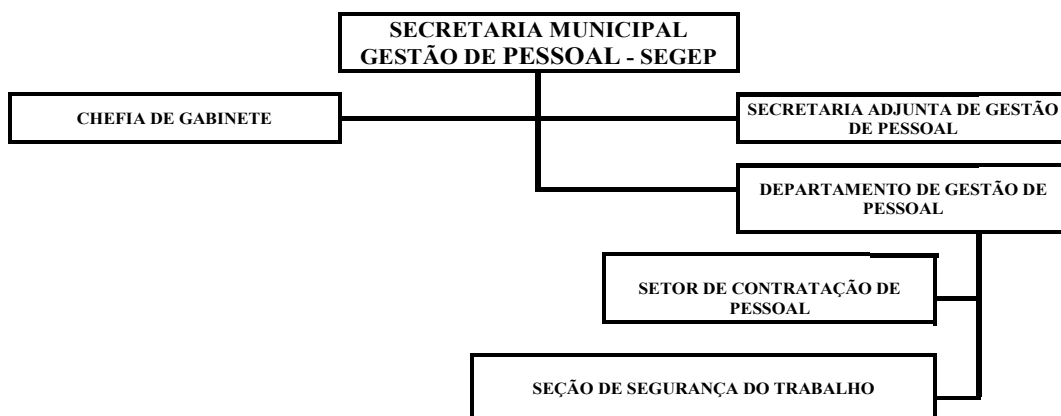 SECRETARIA MUNICIPAL
GESTÃO DE PESSOAL - SEGEP
CHEFIA DE GABINETE
SECRETARIA ADJUNTA DE GESTÃO
DE PESSOAL
DEPARTAMENTO DE GESTÃO DE
PESSOAL
SETOR DE CONTRATAÇÃO DE
PESSOAL
SEÇÃO DE SEGURANÇA DO TRABALHO